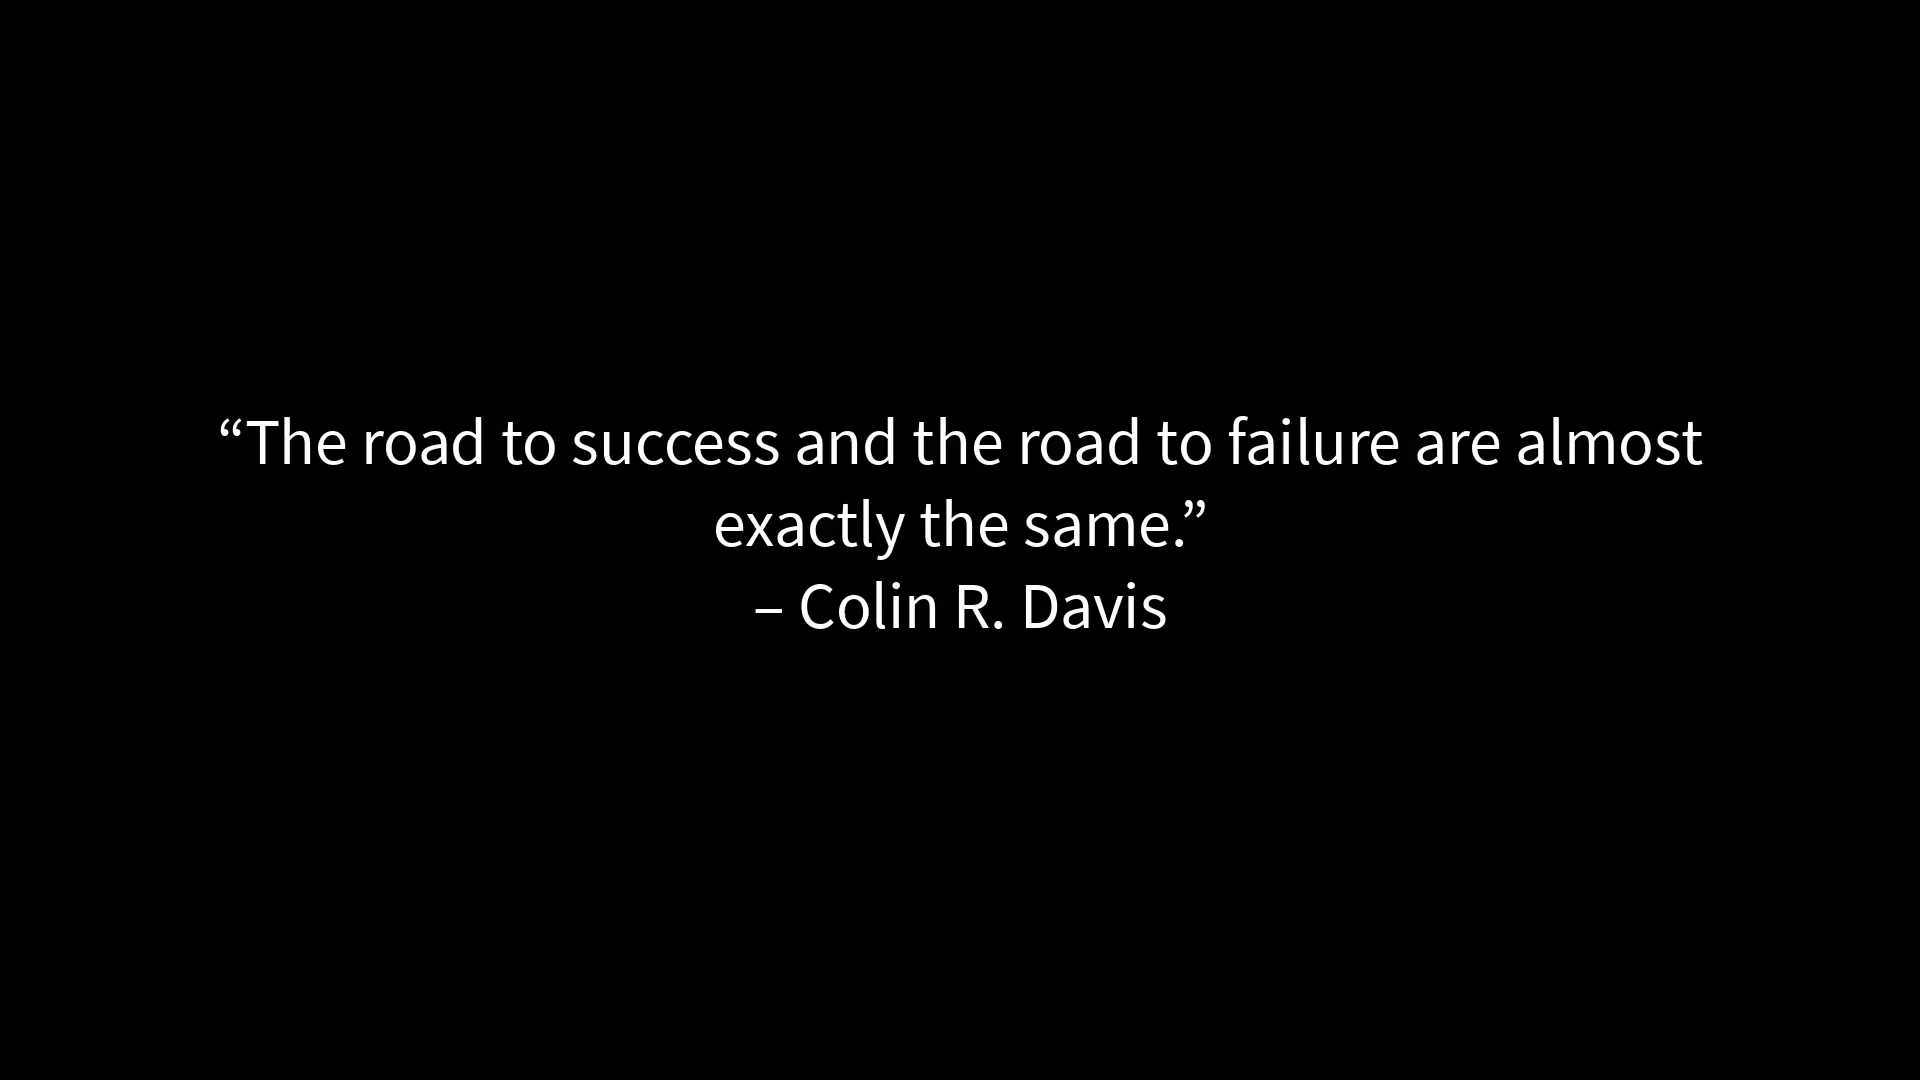 “The road to success and the road to failure are almost
exactly the same.”
– Colin R. Davis